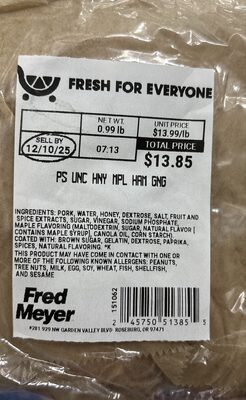 FRESH FOR EVERYONE
NET WT. UNIT PRICE
0.99 lb $13.99/lb
SELL BY TOTAL PRICE
12/10/25 07:13 $13.85
PS UNC HNY MPL HAM GNG
INGREDIENTS: PORK, WATER, HONEY, DEXTROSE, SALT, FRUIT AND
SPICE EXTRACTS, SUGAR, VINEGAR, SODIUM PHOSPHATE,
MAPLE FLAVORING (MALTODEXTRIN, SUGAR, NATURAL FLAVOR [
CONTAINS MAPLE SYRUP], CANOLA OIL, CORN STARCH).
COATED WITH: BROWN SUGAR, GELATIN, DEXTROSE, PAPRIKA,
SPICES, NATURAL FLAVORING.
THIS PRODUCT MAY HAVE COME IN CONTACT WITH ONE OR
MORE OF THE FOLLOWING KNOWN ALLERGENS: PEANUTS,
TREE NUTS, MILK, EGG, SOY, WHEAT, FISH, SHELLFISH,
AND SESAME
Fred
Meyer
151062
2 45750 51385 5
#281 929 NW GARDEN VALLEY BLVD ROSEBURG, OR 97471